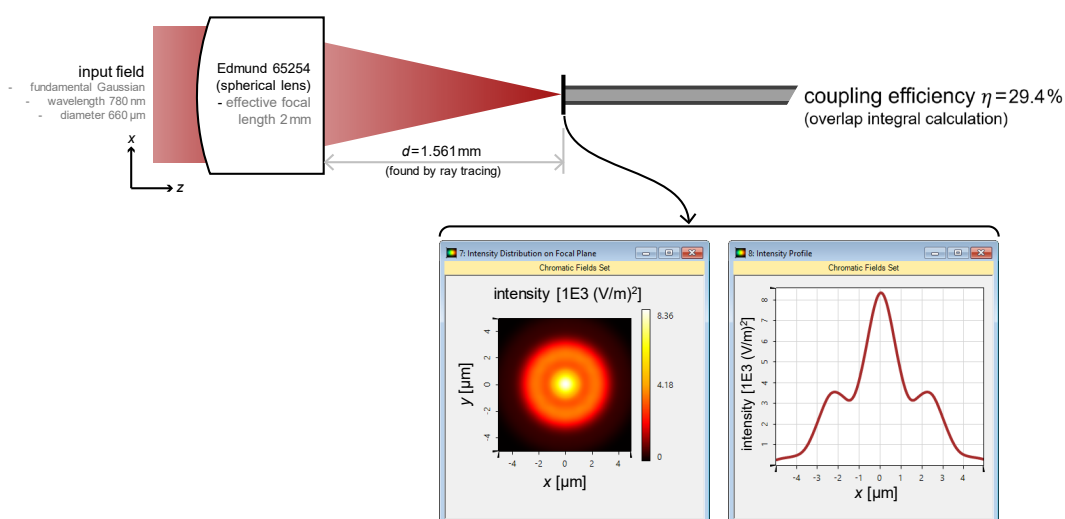 input field
- fundamental Gaussian
- wavelength 780 nm
- diameter 660 µm
x
z
Edmund 65254
(spherical lens)
- effective focal
length 2 mm
d=1.561mm
(found by ray tracing)
coupling efficiency η=29.4%
(overlap integral calculation)
7: Intensity Distribution on Focal Plane
Chromatic Fields Set
intensity [1E3 (V/m)²]
y [µm]
4
2
0
-2
-4
-4 -2 0 2 4
x [µm]
8.36
4.18
0
8: Intensity Profile
Chromatic Fields Set
intensity [1E3 (V/m)²]
8
7
6
5
4
3
2
1
-4 -3 -2 -1 0 1 2 3 4
x [µm]